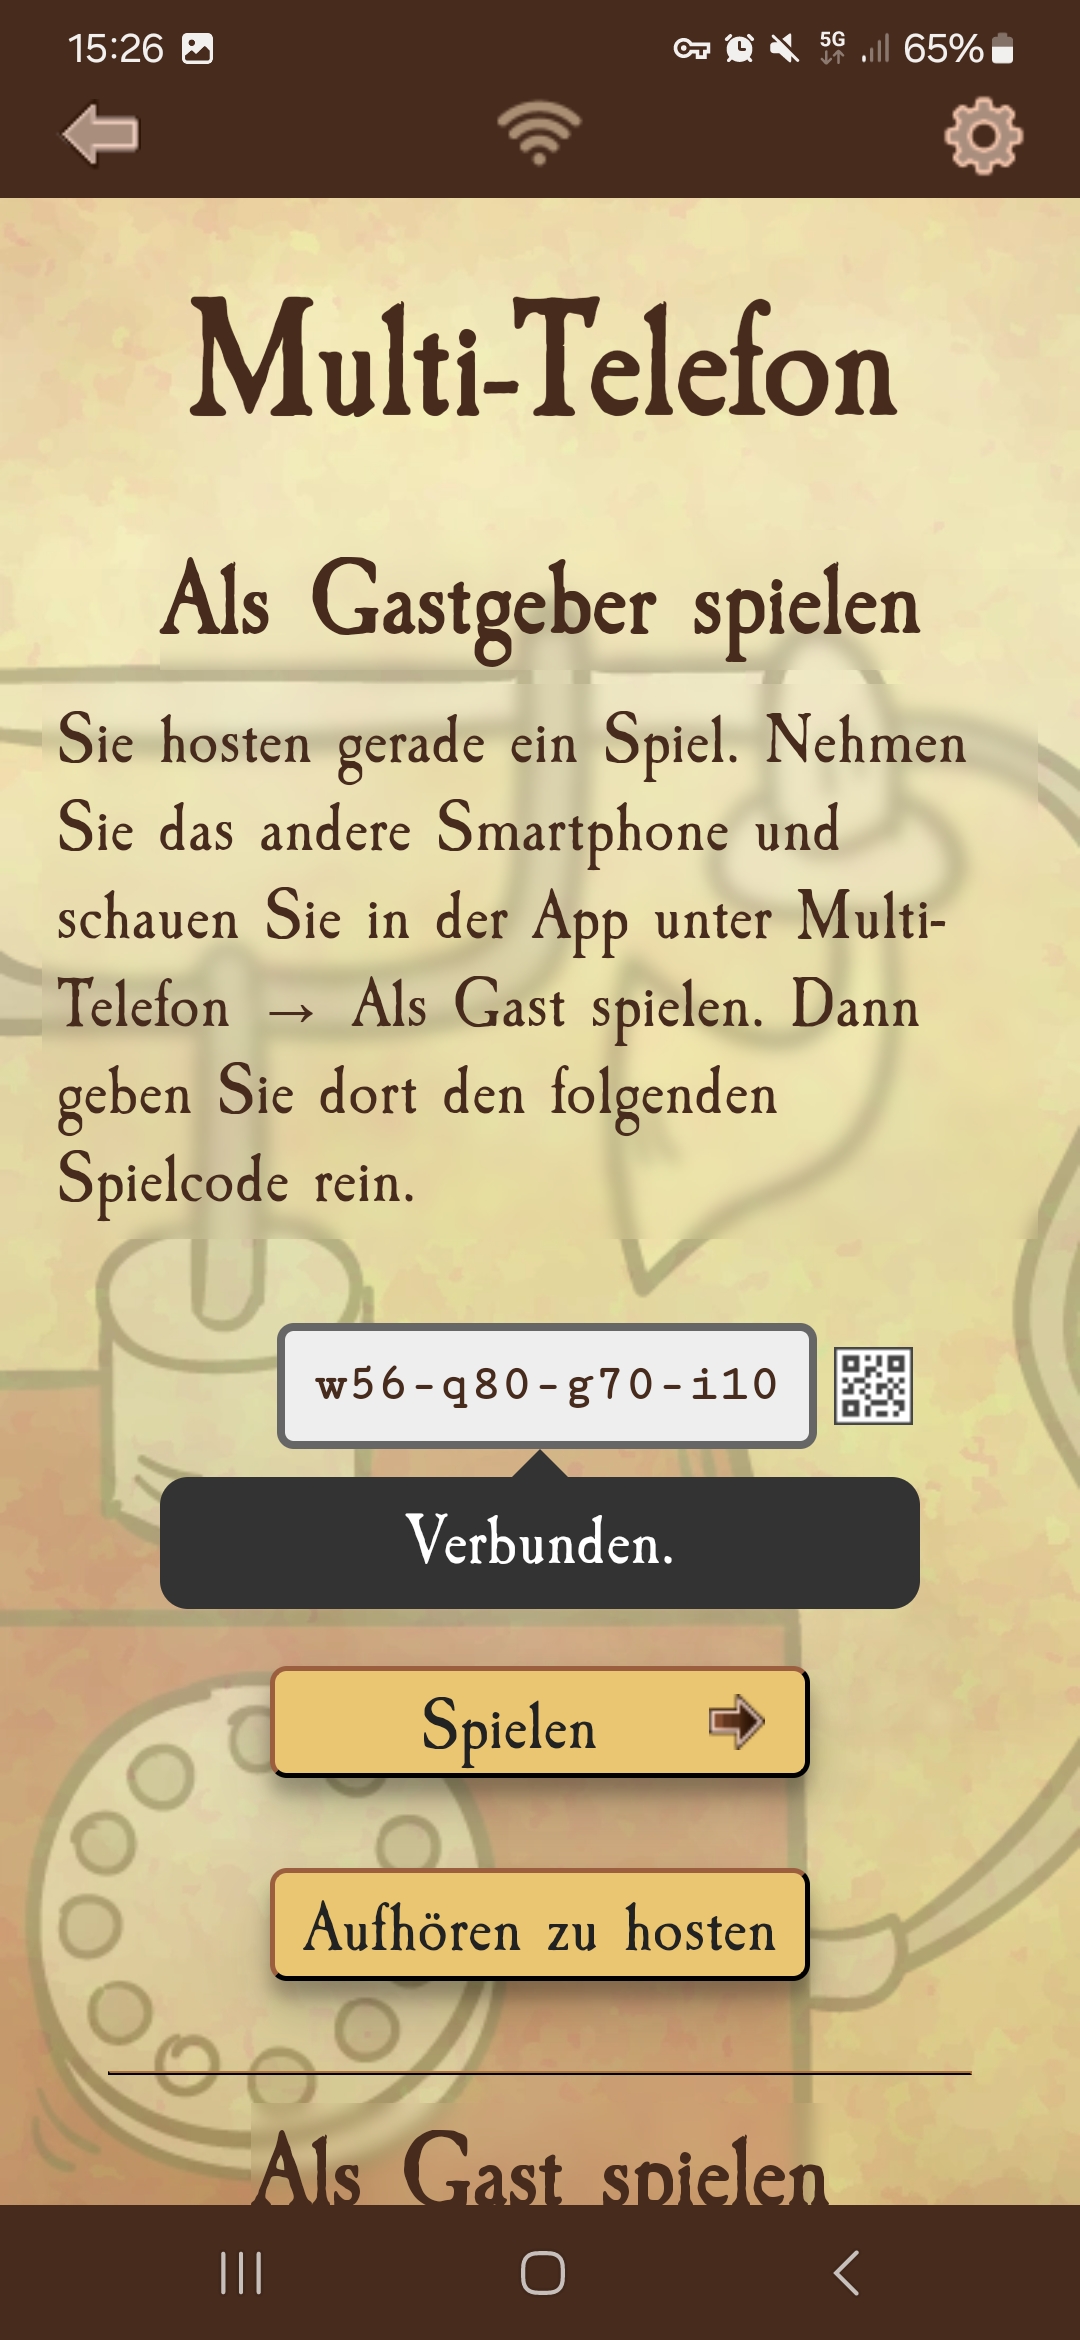 15:26
5G
65%
Multi-Telefon
Als Gastgeber spielen
Sie hosten gerade ein Spiel. Nehmen
Sie das andere Smartphone und
schauen Sie in der App unter Multi-
Telefon → Als Gast spielen. Dann
geben Sie dort den folgenden
Spielcode rein.
w56-q80-g70-i10
Verbunden.
Spielen
Aufhören zu hosten
Als Gast spielen